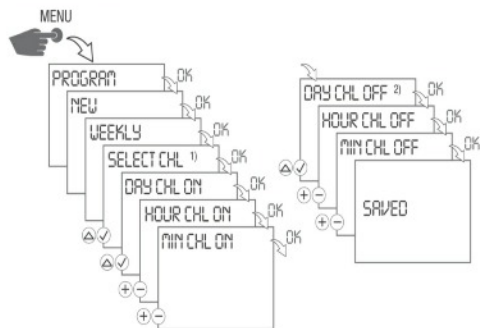 MENU
PROGRAM
OK
NEW
OK
WEEKLY
OK
SELECT CHL 1)
OK
DAY CHL ON
OK
HOUR CHL ON
OK
MIN CHL ON
OK
DAY CHL OFF 2)
OK
HOUR CHL OFF
OK
MIN CHL OFF
OK
SAVED